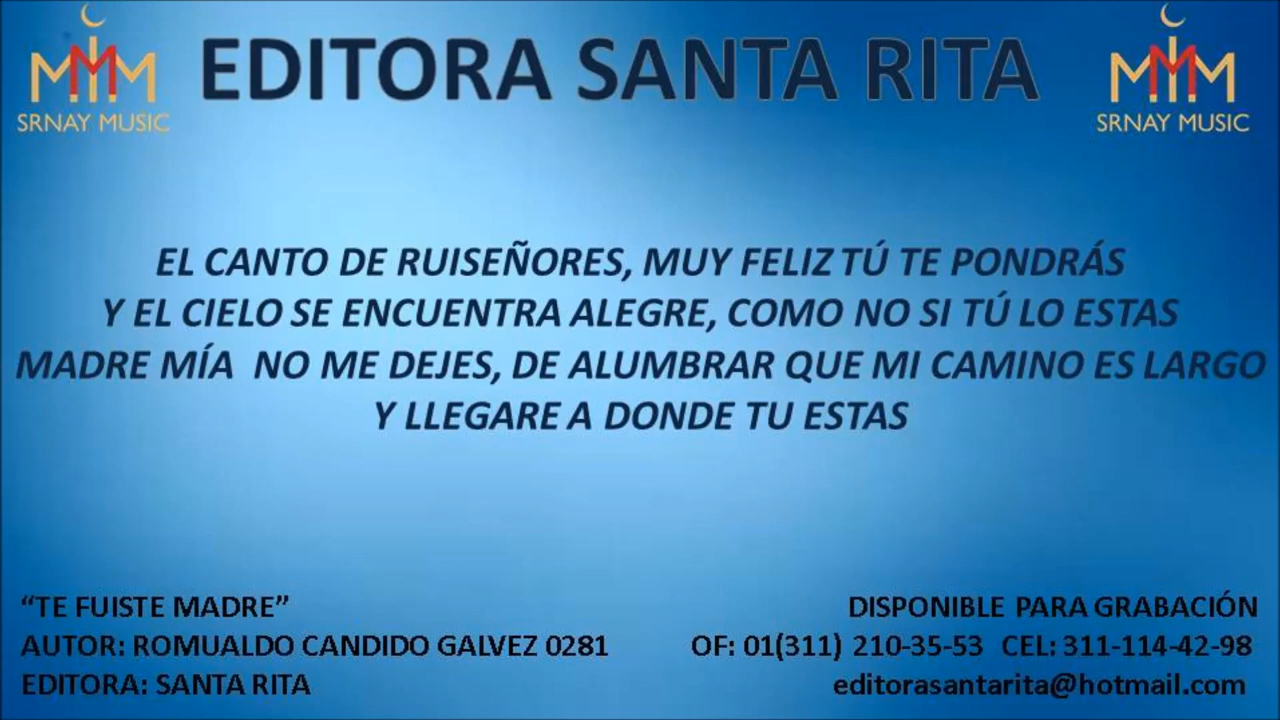 EDITORA SANTA RITA
SRNAY MUSIC
SRNAY MUSIC
EL CANTO DE RUISEÑORES, MUY FELIZ TÚ TE PONDRÁS
Y EL CIELO SE ENCUENTRA ALEGRE, COMO NO SI TÚ LO ESTAS
MADRE MÍA  NO ME DEJES, DE ALUMBRAR QUE MI CAMINO ES LARGO
Y LLEGARE A DONDE TU ESTAS
“TE FUISTE MADRE”
AUTOR: ROMUALDO CANDIDO GALVEZ 0281
EDITORA: SANTA RITA
DISPONIBLE PARA GRABACIÓN
OF: 01(311) 210-35-53  CEL: 311-114-42-98
editorasantarita@hotmail.com